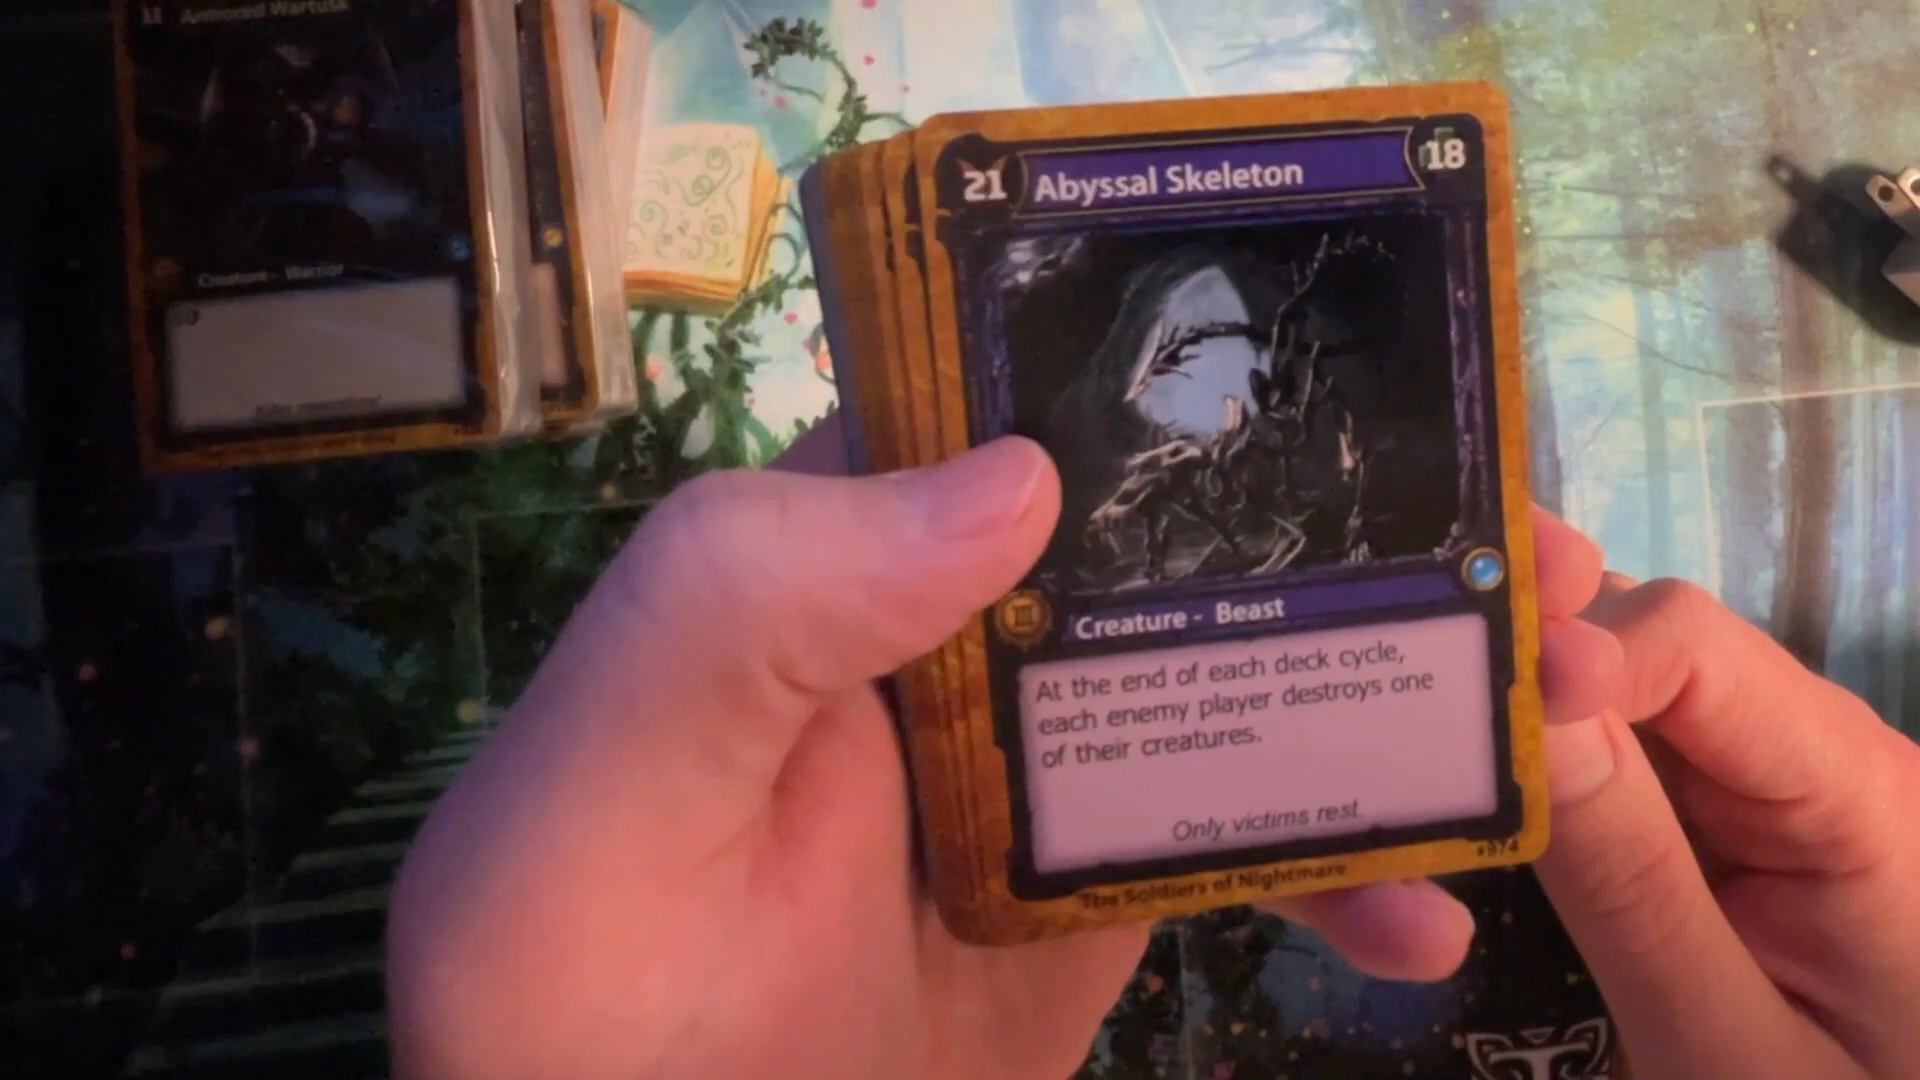 Armored Wartusk
Creature - Warrior
21
Abyssal Skeleton
18
Creature - Beast
At the end of each deck cycle,
each enemy player destroys one
of their creatures.
Only victims rest
The Soldiers of Nightmare
#974